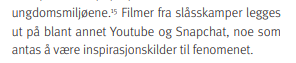 ungdomsmiljøene.¹⁵ Filmer fra slåsskamper legges
ut på blant annet Youtube og Snapchat, noe som
antas å være inspirasjonskilder til fenomenet.